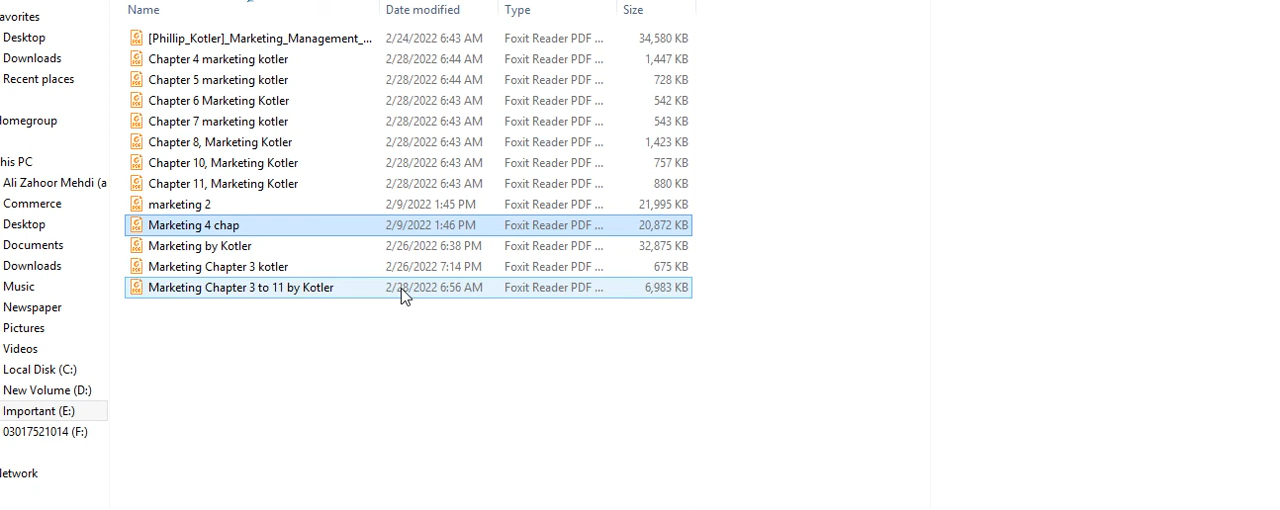 Name Date modified Type Size
avorites
Desktop
Downloads
Recent places
omegroup
his PC
Ali Zahoor Mehdi (a
Commerce
Desktop
Documents
Downloads
Music
Newspaper
Pictures
Videos
Local Disk (C:)
New Volume (D:)
Important (E:)
03017521014 (F:)
letwork
[Phillip_Kotler]_Marketing_Management_... 2/24/2022 6:43 AM Foxit Reader PDF ... 34,580 KB
Chapter 4 marketing kotler 2/28/2022 6:44 AM Foxit Reader PDF ... 1,447 KB
Chapter 5 marketing kotler 2/28/2022 6:44 AM Foxit Reader PDF ... 728 KB
Chapter 6 Marketing Kotler 2/28/2022 6:43 AM Foxit Reader PDF ... 542 KB
Chapter 7 marketing kotler 2/28/2022 6:43 AM Foxit Reader PDF ... 543 KB
Chapter 8, Marketing Kotler 2/28/2022 6:43 AM Foxit Reader PDF ... 1,423 KB
Chapter 10, Marketing Kotler 2/28/2022 6:43 AM Foxit Reader PDF ... 757 KB
Chapter 11, Marketing Kotler 2/28/2022 6:43 AM Foxit Reader PDF ... 880 KB
marketing 2 2/9/2022 1:45 PM Foxit Reader PDF ... 21,995 KB
Marketing 4 chap 2/9/2022 1:46 PM Foxit Reader PDF ... 20,872 KB
Marketing by Kotler 2/26/2022 6:38 PM Foxit Reader PDF ... 32,875 KB
Marketing Chapter 3 kotler 2/26/2022 7:14 PM Foxit Reader PDF ... 675 KB
Marketing Chapter 3 to 11 by Kotler 2/28/2022 6:56 AM Foxit Reader PDF ... 6,983 KB